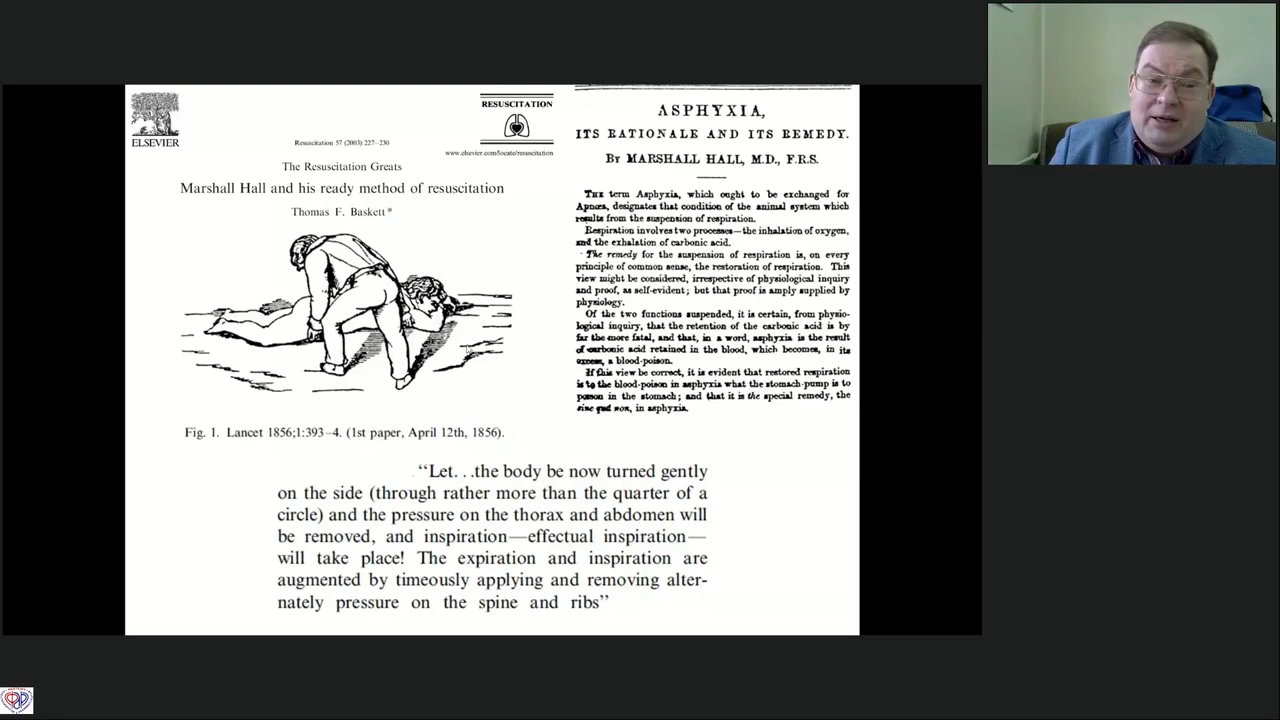 ELSEVIER
RESUSCITATION
Resuscitation 57 (2003) 227–230
www.elsevier.com/locate/resuscitation
The Resuscitation Greats
Marshall Hall and his ready method of resuscitation
Thomas F. Baskett*
Fig. 1. Lancet 1856;1:393–4. (1st paper, April 12th, 1856).
ASPHYXIA,
ITS RATIONALE AND ITS REMEDY.
BY MARSHALL HALL, M.D., F.R.S.
THE term Asphyxia, which ought to be exchanged for
Apnœa, designates that condition of the animal system which
results from the suspension of respiration.
Respiration involves two processes—the inhalation of oxygen,
and the exhalation of carbonic acid.
The remedy for the suspension of respiration is, on every
principle of common sense, the restoration of respiration. This
view might be considered, irrespective of physiological inquiry
and proof, as self-evident; but that proof is amply supplied by
physiology.
Of the two functions suspended, it is certain, from physio-
logical inquiry, that the retention of the carbonic acid is by
far the more fatal, and that, in a word, asphyxia is the result
of carbonic acid retained in the blood, which becomes, in its
excess, a blood-poison.
If this view be correct, it is evident that restored respiration
is to the blood-poison in asphyxia what the stomach-pump is to
poison in the stomach; and that it is the special remedy, the
sine quâ non, in asphyxia.
“Let. . .the body be now turned gently
on the side (through rather more than the quarter of a
circle) and the pressure on the thorax and abdomen will
be removed, and inspiration—effectual inspiration—
will take place! The expiration and inspiration are
augmented by timeously applying and removing alter-
nately pressure on the spine and ribs”